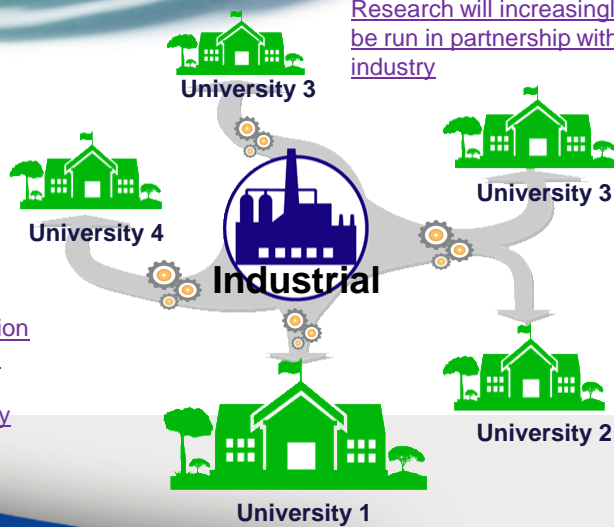 Research will increasingl
be run in partnership with
industry
University 3
University 3
University 4
Industrial
ion
y
University 2
University 1